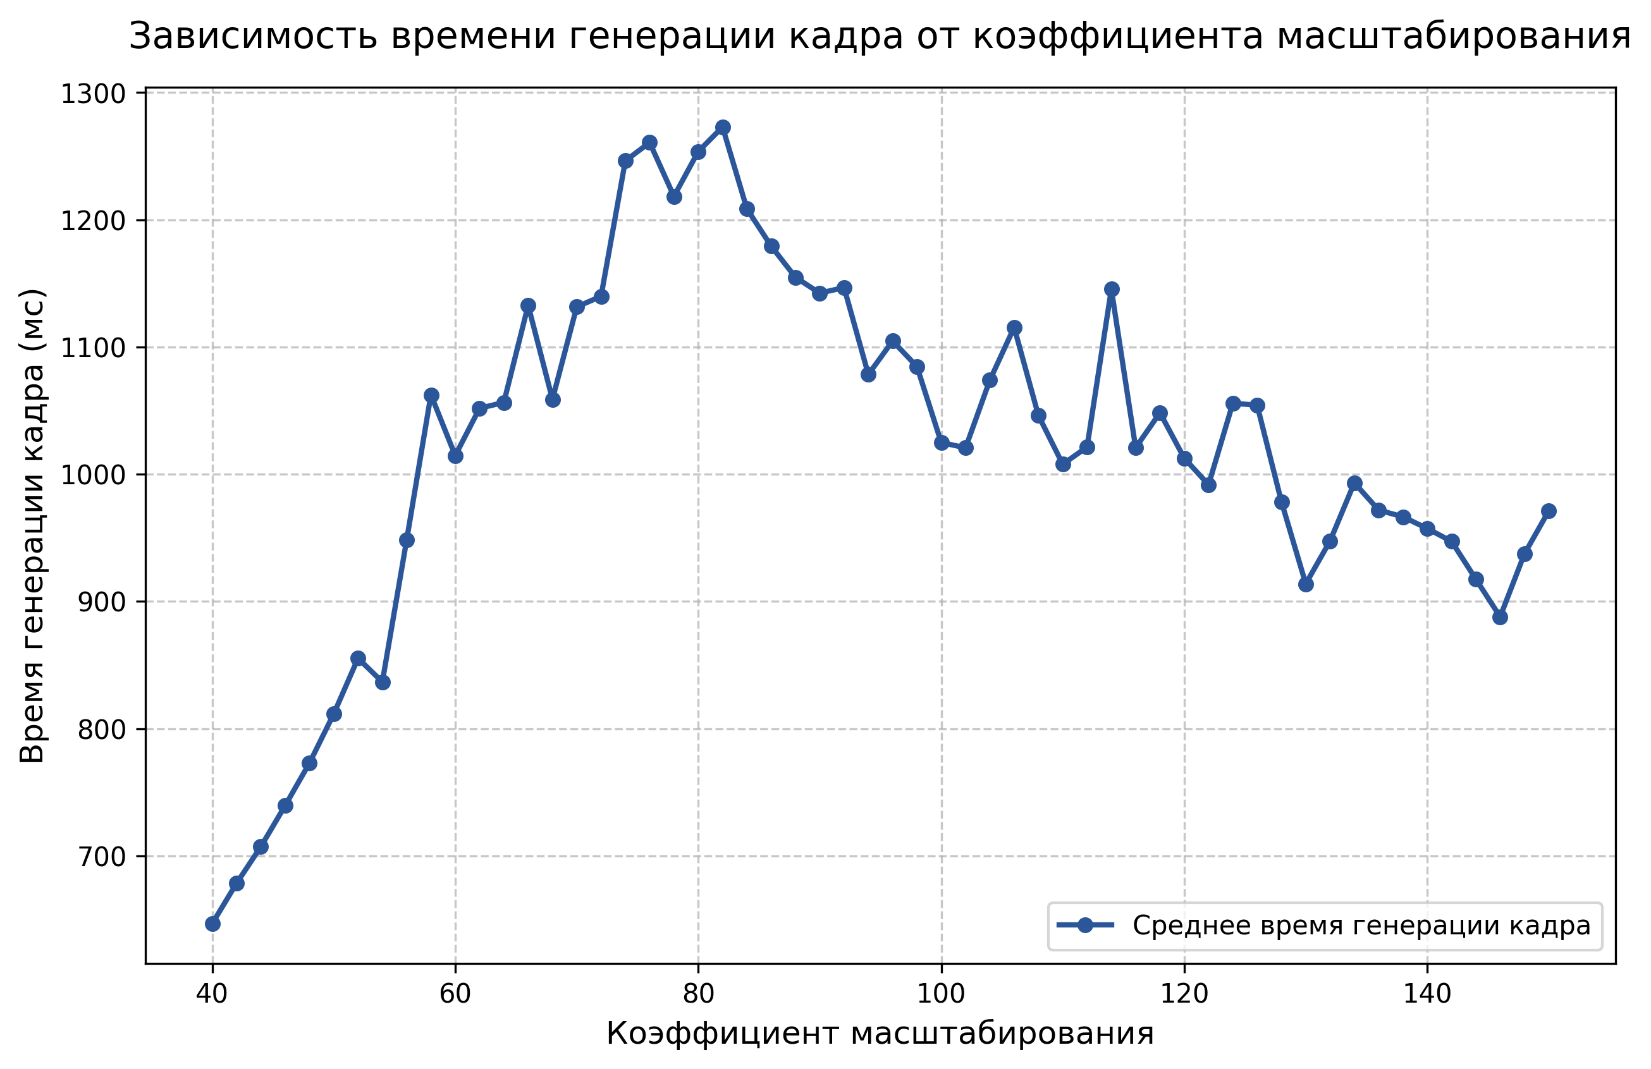 Зависимость времени генерации кадра от коэффициента масштабирования
1300
1200
1100
1000
900
800
700
Время генерации кадра (мс)
Среднее время генерации кадра
40 60 80 100 120 140
Коэффициент масштабирования